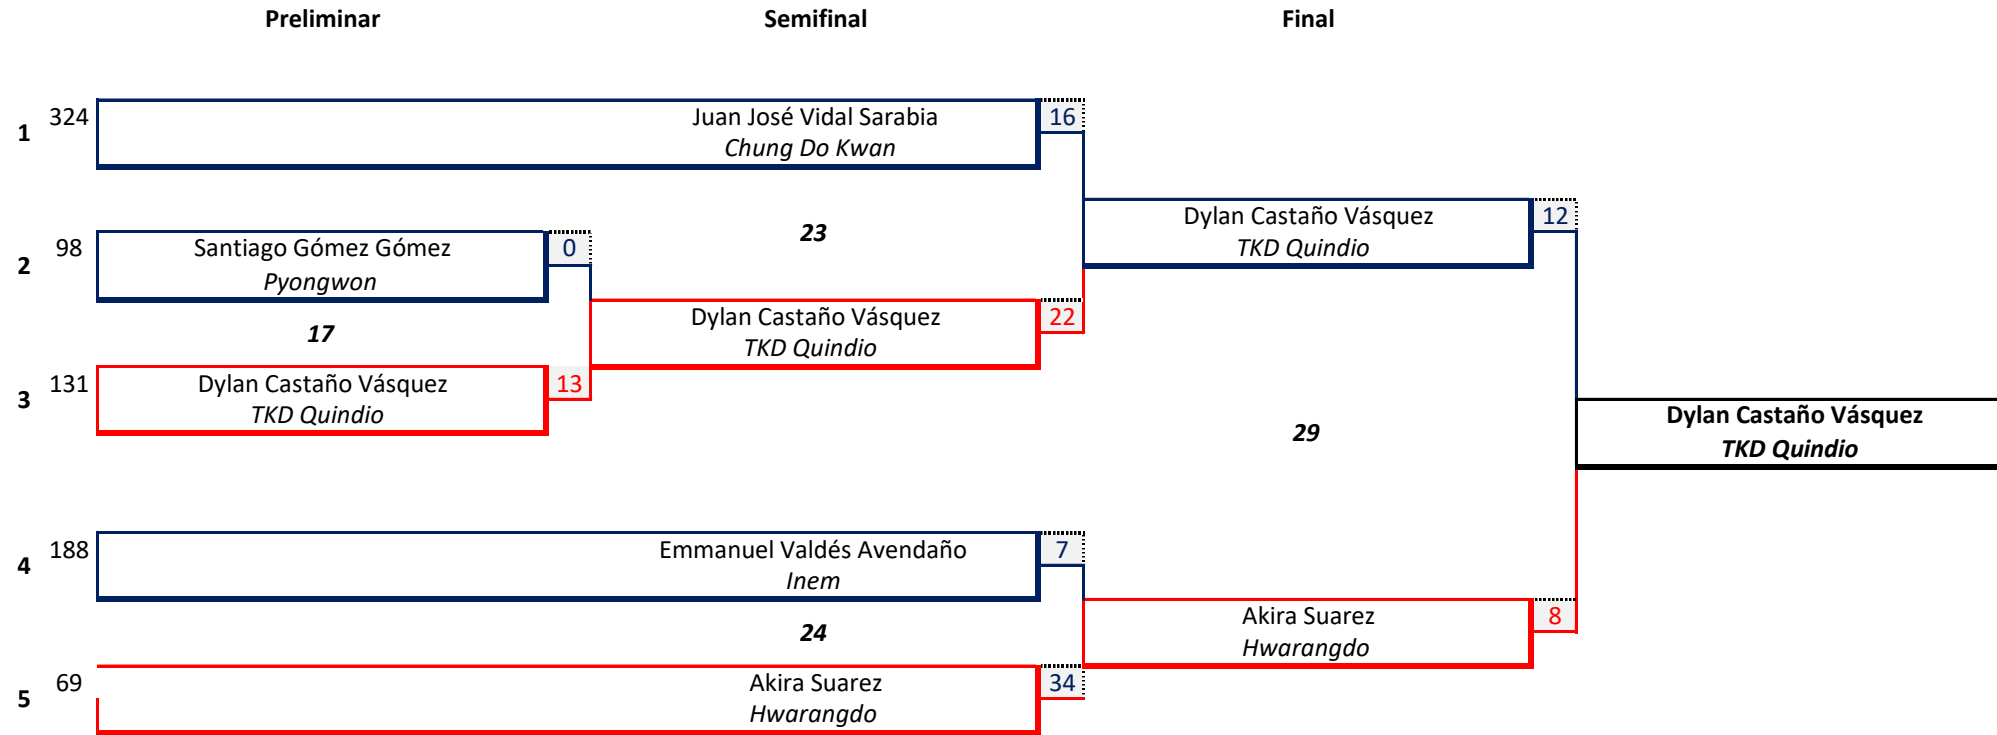 Preliminar Semifinal Final
324 Juan José Vidal Sarabia 16
1 Chung Do Kwan
23 Dylan Castaño Vásquez 12
98 Santiago Gómez Gómez 0 TKD Quindio
2 Pyongwon
17 Dylan Castaño Vásquez 22
TKD Quindio
131 Dylan Castaño Vásquez 13
3 TKD Quindio
Dylan Castaño Vásquez
29 TKD Quindio
188 Emmanuel Valdés Avendaño 7
4 Inem
24 Akira Suarez 8
Hwarangdo
69 Akira Suarez 34
5 Hwarangdo